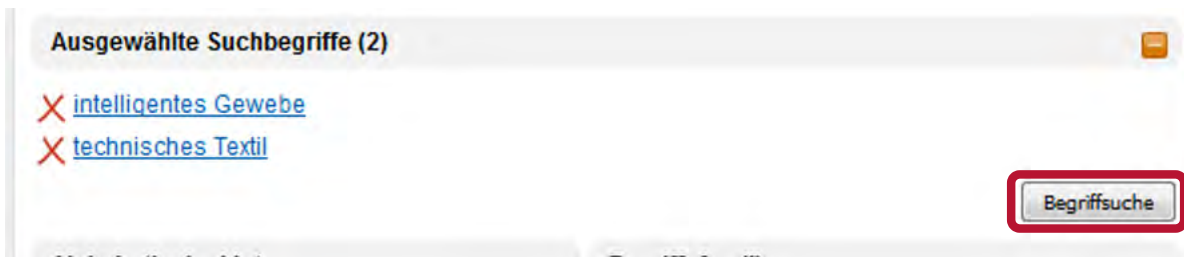 Ausgewählte Suchbegriffe (2)
intelligentes Gewebe
technisches Textil
Begriffsuche